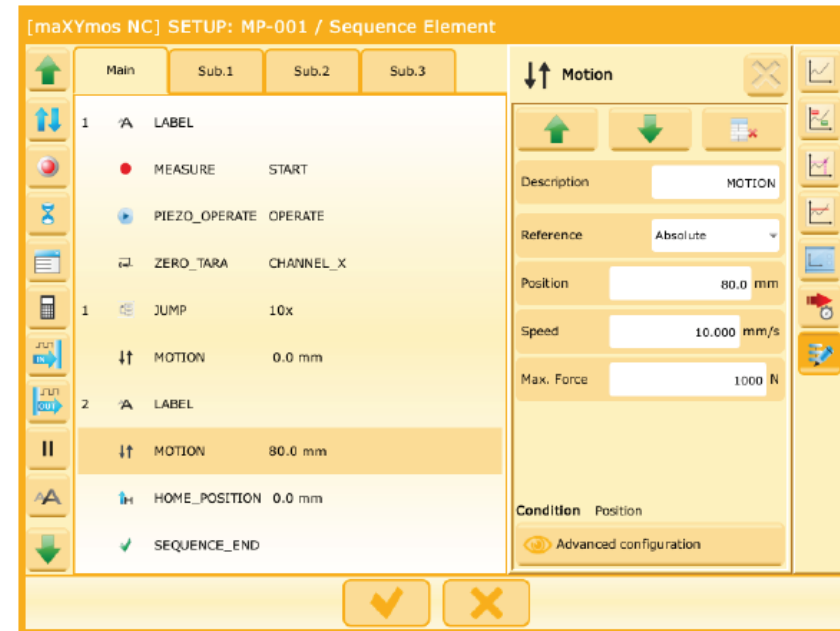 [maXYmos NC] SETUP: MP-001 / Sequence Element
Main Sub.1 Sub.2 Sub.3
1 A LABEL
MEASURE START
PIEZO_OPERATE OPERATE
ZERO_TARA CHANNEL_X
1 JUMP 10x
MOTION 0.0 mm
2 A LABEL
MOTION 80.0 mm
H HOME_POSITION 0.0 mm
SEQUENCE_END
Motion
Description MOTION
Reference Absolute
Position 80.0 mm
Speed 10.000 mm/s
Max. Force 1000 N
Condition Position
Advanced configuration
IN
OUT
AA